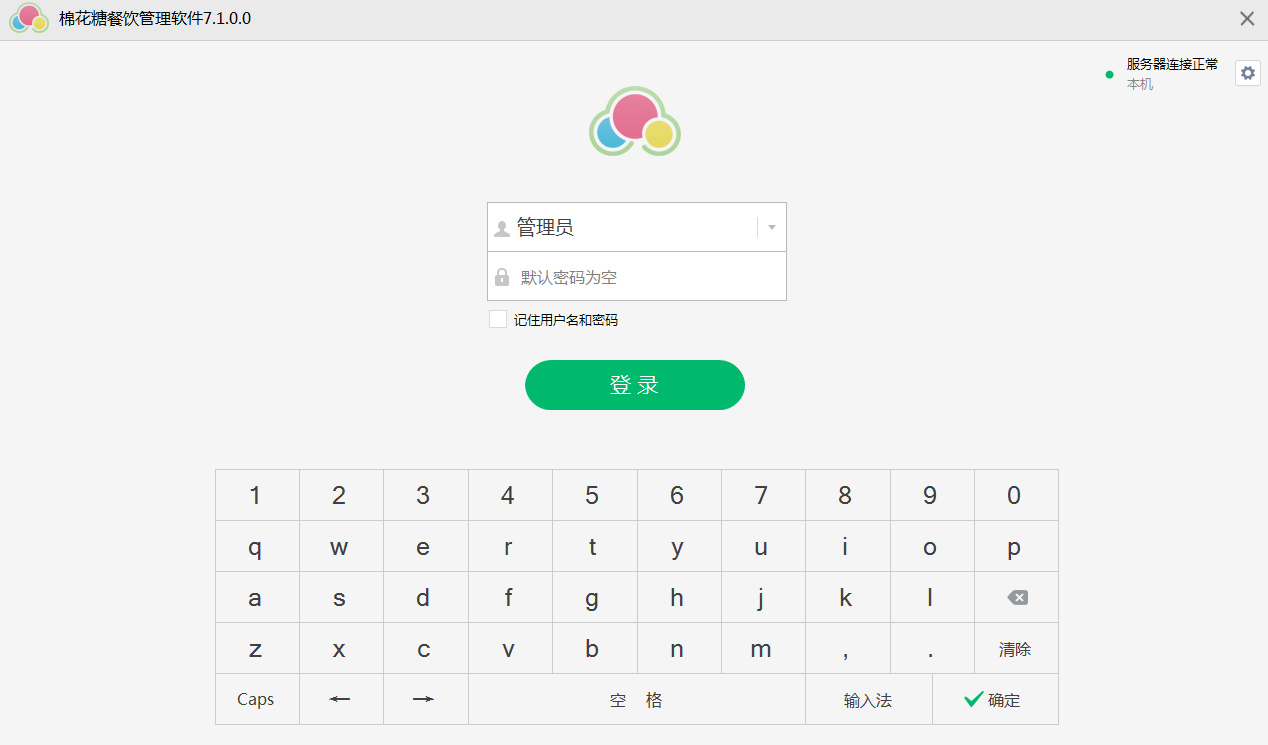 棉花糖餐饮管理软件7.1.0.0
服务器连接正常
本机
管理员
默认密码为空
记住用户名和密码
登录
1 2 3 4 5 6 7 8 9 0
q w e r t y u i o p
a s d f g h j k l
z x c v b n m , . 清除
Caps ← → 空 格 输入法 确定